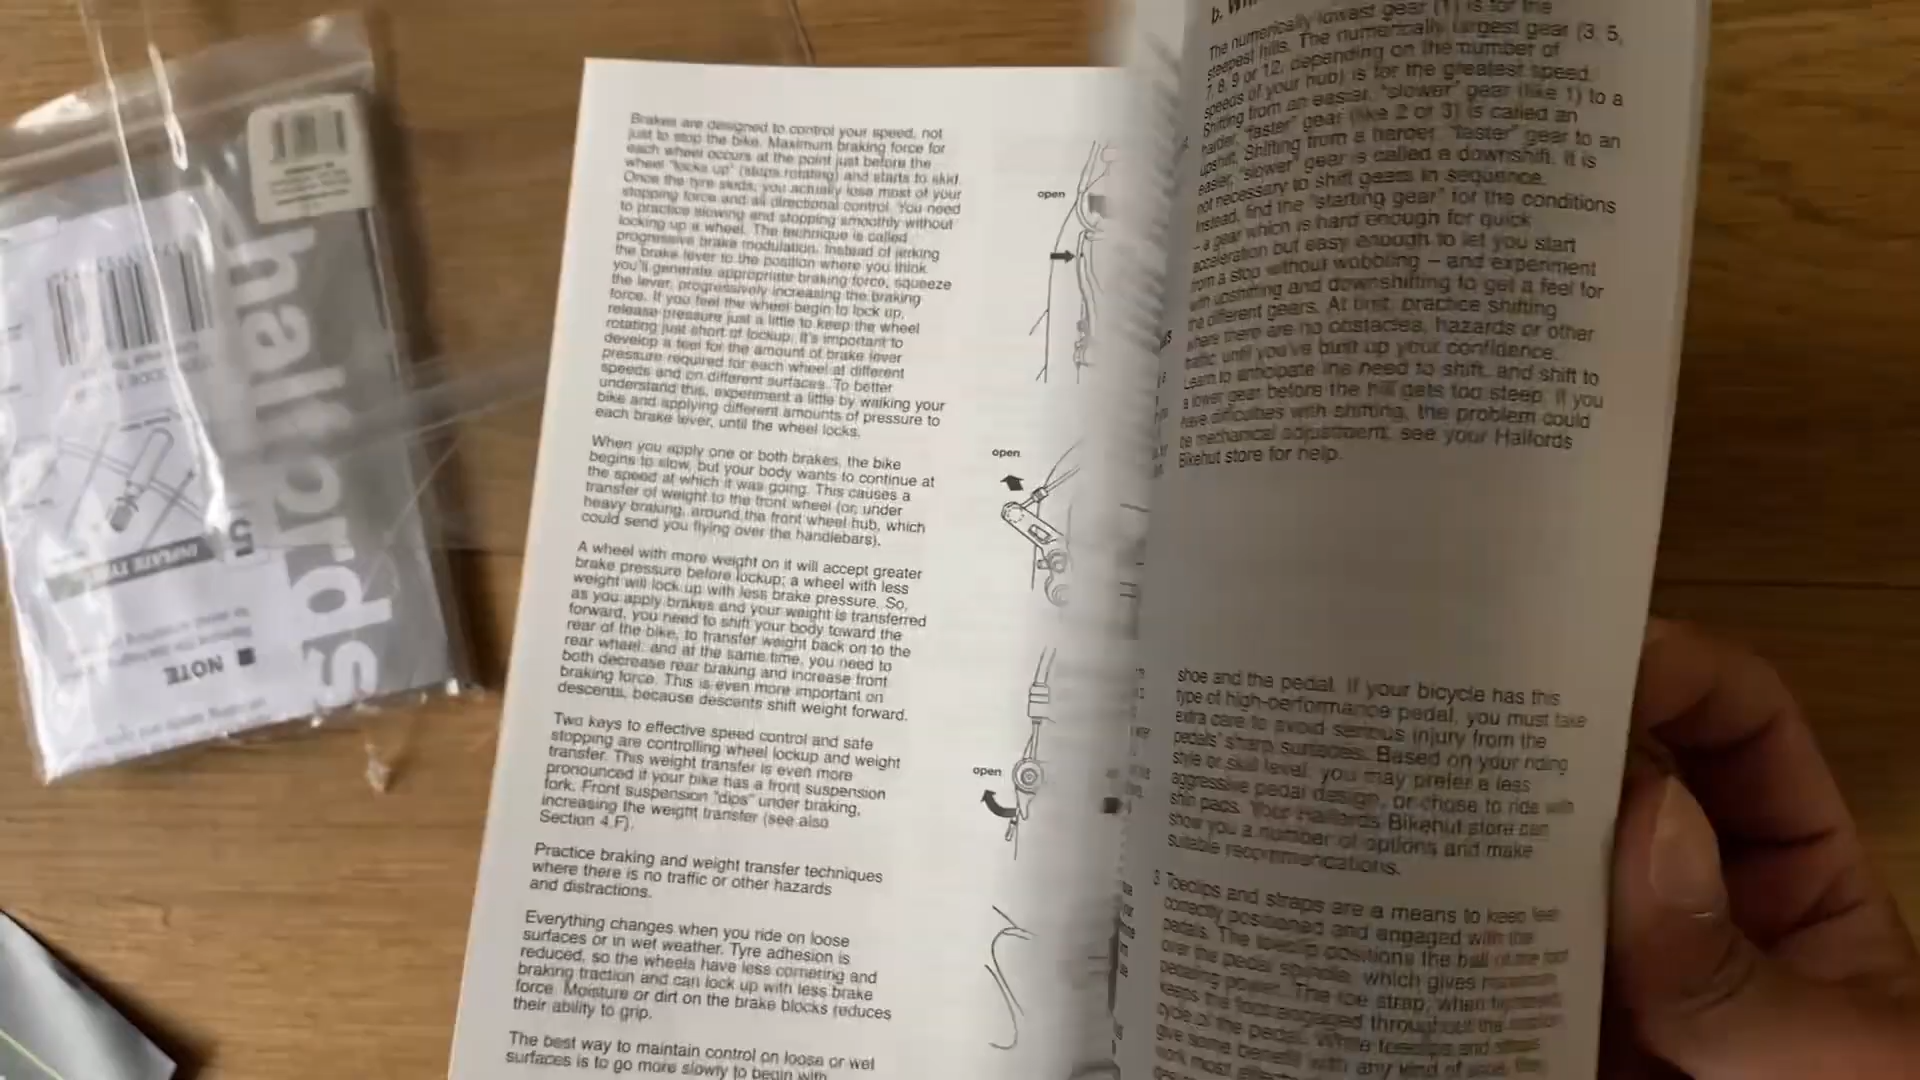 halfords
NOTE
5
Brakes are designed to control your speed, not
just to stop the bike. Maximum braking force for
each wheel occurs at the point just before the
wheel "locks up" (stops rotating) and starts to skid.
Once the tyre skids, you actually lose most of your
stopping force and all directional control. You need
to practice slowing and stopping smoothly without
locking up a wheel. The technique is called
progressive brake modulation. Instead of jerking
the brake lever to the position where you think
you'll generate appropriate braking force, squeeze
the lever, progressively increasing the braking
force. If you feel the wheel begin to lock up,
release pressure just a little to keep the wheel
rotating just short of lockup. It's important to
develop a feel for the amount of brake lever
pressure required for each wheel at different
speeds and on different surfaces. To better
understand this, experiment a little by walking your
bike and applying different amounts of pressure to
each brake lever, until the wheel locks.
When you apply one or both brakes, the bike
begins to slow, but your body wants to continue at
the speed at which it was going. This causes a
transfer of weight to the front wheel (or, under
heavy braking, around the front wheel hub, which
could send you flying over the handlebars).
A wheel with more weight on it will accept greater
brake pressure before lockup; a wheel with less
weight will lock up with less brake pressure. So,
as you apply brakes and your weight is transferred
forward, you need to shift your body toward the
rear of the bike, to transfer weight back on to the
rear wheel; and at the same time, you need to
both decrease rear braking and increase front
braking force. This is even more important on
descents, because descents shift weight forward.
Two keys to effective speed control and safe
stopping are controlling wheel lockup and weight
transfer. This weight transfer is even more
pronounced if your bike has a front suspension
fork. Front suspension "dips" under braking,
increasing the weight transfer (see also
Section 4.F).
Practice braking and weight transfer techniques
where there is no traffic or other hazards
and distractions.
Everything changes when you ride on loose
surfaces or in wet weather. Tyre adhesion is
reduced, so the wheels have less cornering and
braking traction and can lock up with less brake
force. Moisture or dirt on the brake blocks reduces
their ability to grip.
The best way to maintain control on loose or wet
surfaces is to go more slowly to begin with
open
open
open
b.
The numerically lowest gear (1) is for the
steepest hills. The numerically largest gear (3, 5,
7, 8, 9 or 12, depending on the number of
speeds of your hub) is for the greatest speed.
Shifting from an easier, "slower" gear (like 1) to a
harder, "faster" gear (like 2 or 3) is called an
upshift. Shifting from a harder, "faster" gear to an
easier, "slower" gear is called a downshift. It is
not necessary to shift gears in sequence.
Instead, find the "starting gear" for the conditions
– a gear which is hard enough for quick
acceleration but easy enough to let you start
from a stop without wobbling – and experiment
with upshifting and downshifting to get a feel for
the different gears. At first, practice shifting
where there are no obstacles, hazards or other
traffic until you've built up your confidence.
Learn to anticipate the need to shift, and shift to
a lower gear before the hill gets too steep. If you
have difficulties with shifting, the problem could
be mechanical adjustment; see your Halfords
Bikehut store for help.
shoe and the pedal. If your bicycle has this
type of high-performance pedal, you must take
extra care to avoid serious injury from the
pedals' sharp surfaces. Based on your riding
style or skill level, you may prefer a less
aggressive pedal design, or chose to ride with
shin pads. Your Halfords Bikehut store can
show you a number of options and make
suitable recommendations.
3 Toeclips and straps are a means to keep feet
correctly positioned and engaged with the
pedals. The toeclip positions the ball of the foot
over the pedal spindle, which gives maximum
pedaling power. The toe strap, when tightened,
keeps the foot engaged throughout the rotation
cycle of the pedal. While toeclips and straps
give some benefit with any kind of shoe, they
work most